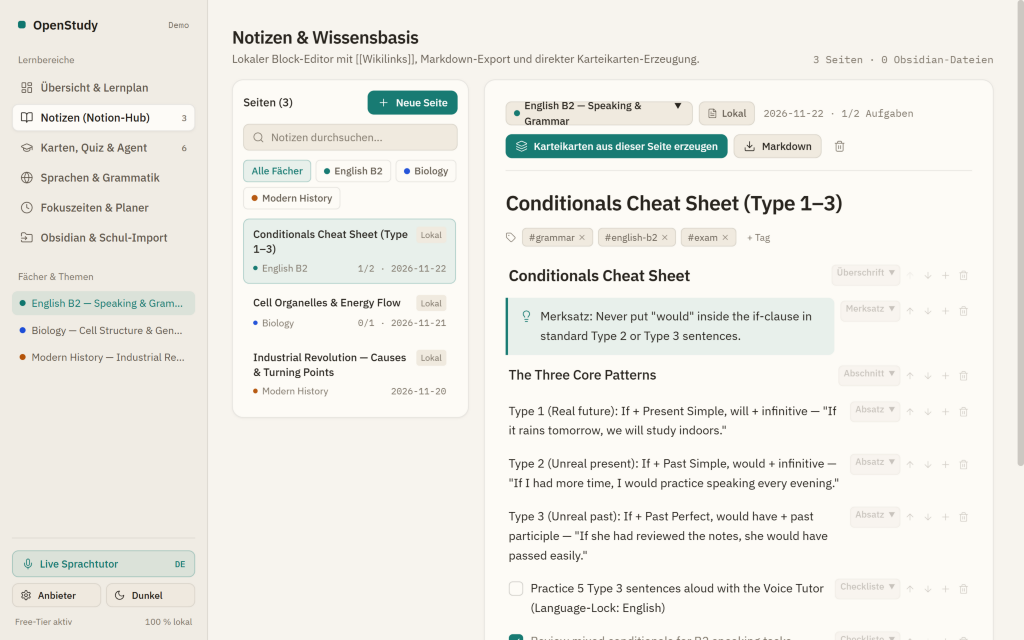 OpenStudy
Demo
Lernbereiche
Übersicht & Lernplan
Notizen (Notion-Hub)
3
Karten, Quiz & Agent
6
Sprachen & Grammatik
Fokuszeiten & Planer
Obsidian & Schul-Import
Fächer & Themen
English B2 — Speaking & Gram...
Biology — Cell Structure & Gen...
Modern History — Industrial Re...
Live Sprachtutor
DE
Anbieter
Dunkel
Free-Tier aktiv
100 % lokal
Notizen & Wissensbasis
Lokaler Block-Editor mit [[Wikilinks]], Markdown-Export und direkter Karteikarten-Erzeugung.
3 Seiten · 0 Obsidian-Dateien
Seiten (3)
Neue Seite
Notizen durchsuchen...
Alle Fächer
English B2
Biology
Modern History
Conditionals Cheat Sheet (Type
1–3)
Lokal
English B2
1/2 · 2026-11-22
Cell Organelles & Energy Flow
Lokal
Biology
0/1 · 2026-11-21
Industrial Revolution — Causes
& Turning Points
Lokal
Modern History
2026-11-20
English B2 — Speaking &
Grammar
Lokal
2026-11-22 · 1/2 Aufgaben
Karteikarten aus dieser Seite erzeugen
Markdown
Conditionals Cheat Sheet (Type 1–3)
#grammar ×
#english-b2 ×
#exam ×
+ Tag
Conditionals Cheat Sheet
Überschrift
Merksatz: Never put "would" inside the if-clause in
standard Type 2 or Type 3 sentences.
Merksatz
The Three Core Patterns
Abschnitt
Type 1 (Real future): If + Present Simple, will + infinitive — "If
it rains tomorrow, we will study indoors."
Absatz
Type 2 (Unreal present): If + Past Simple, would + infinitive —
"If I had more time, I would practice speaking every evening."
Absatz
Type 3 (Unreal past): If + Past Perfect, would have + past
participle — "If she had reviewed the notes, she would have
passed easily."
Absatz
Practice 5 Type 3 sentences aloud with the Voice Tutor
(Language-Lock: English)
Checkliste
Review mixed conditionals for B2 speaking tasks
Checkliste